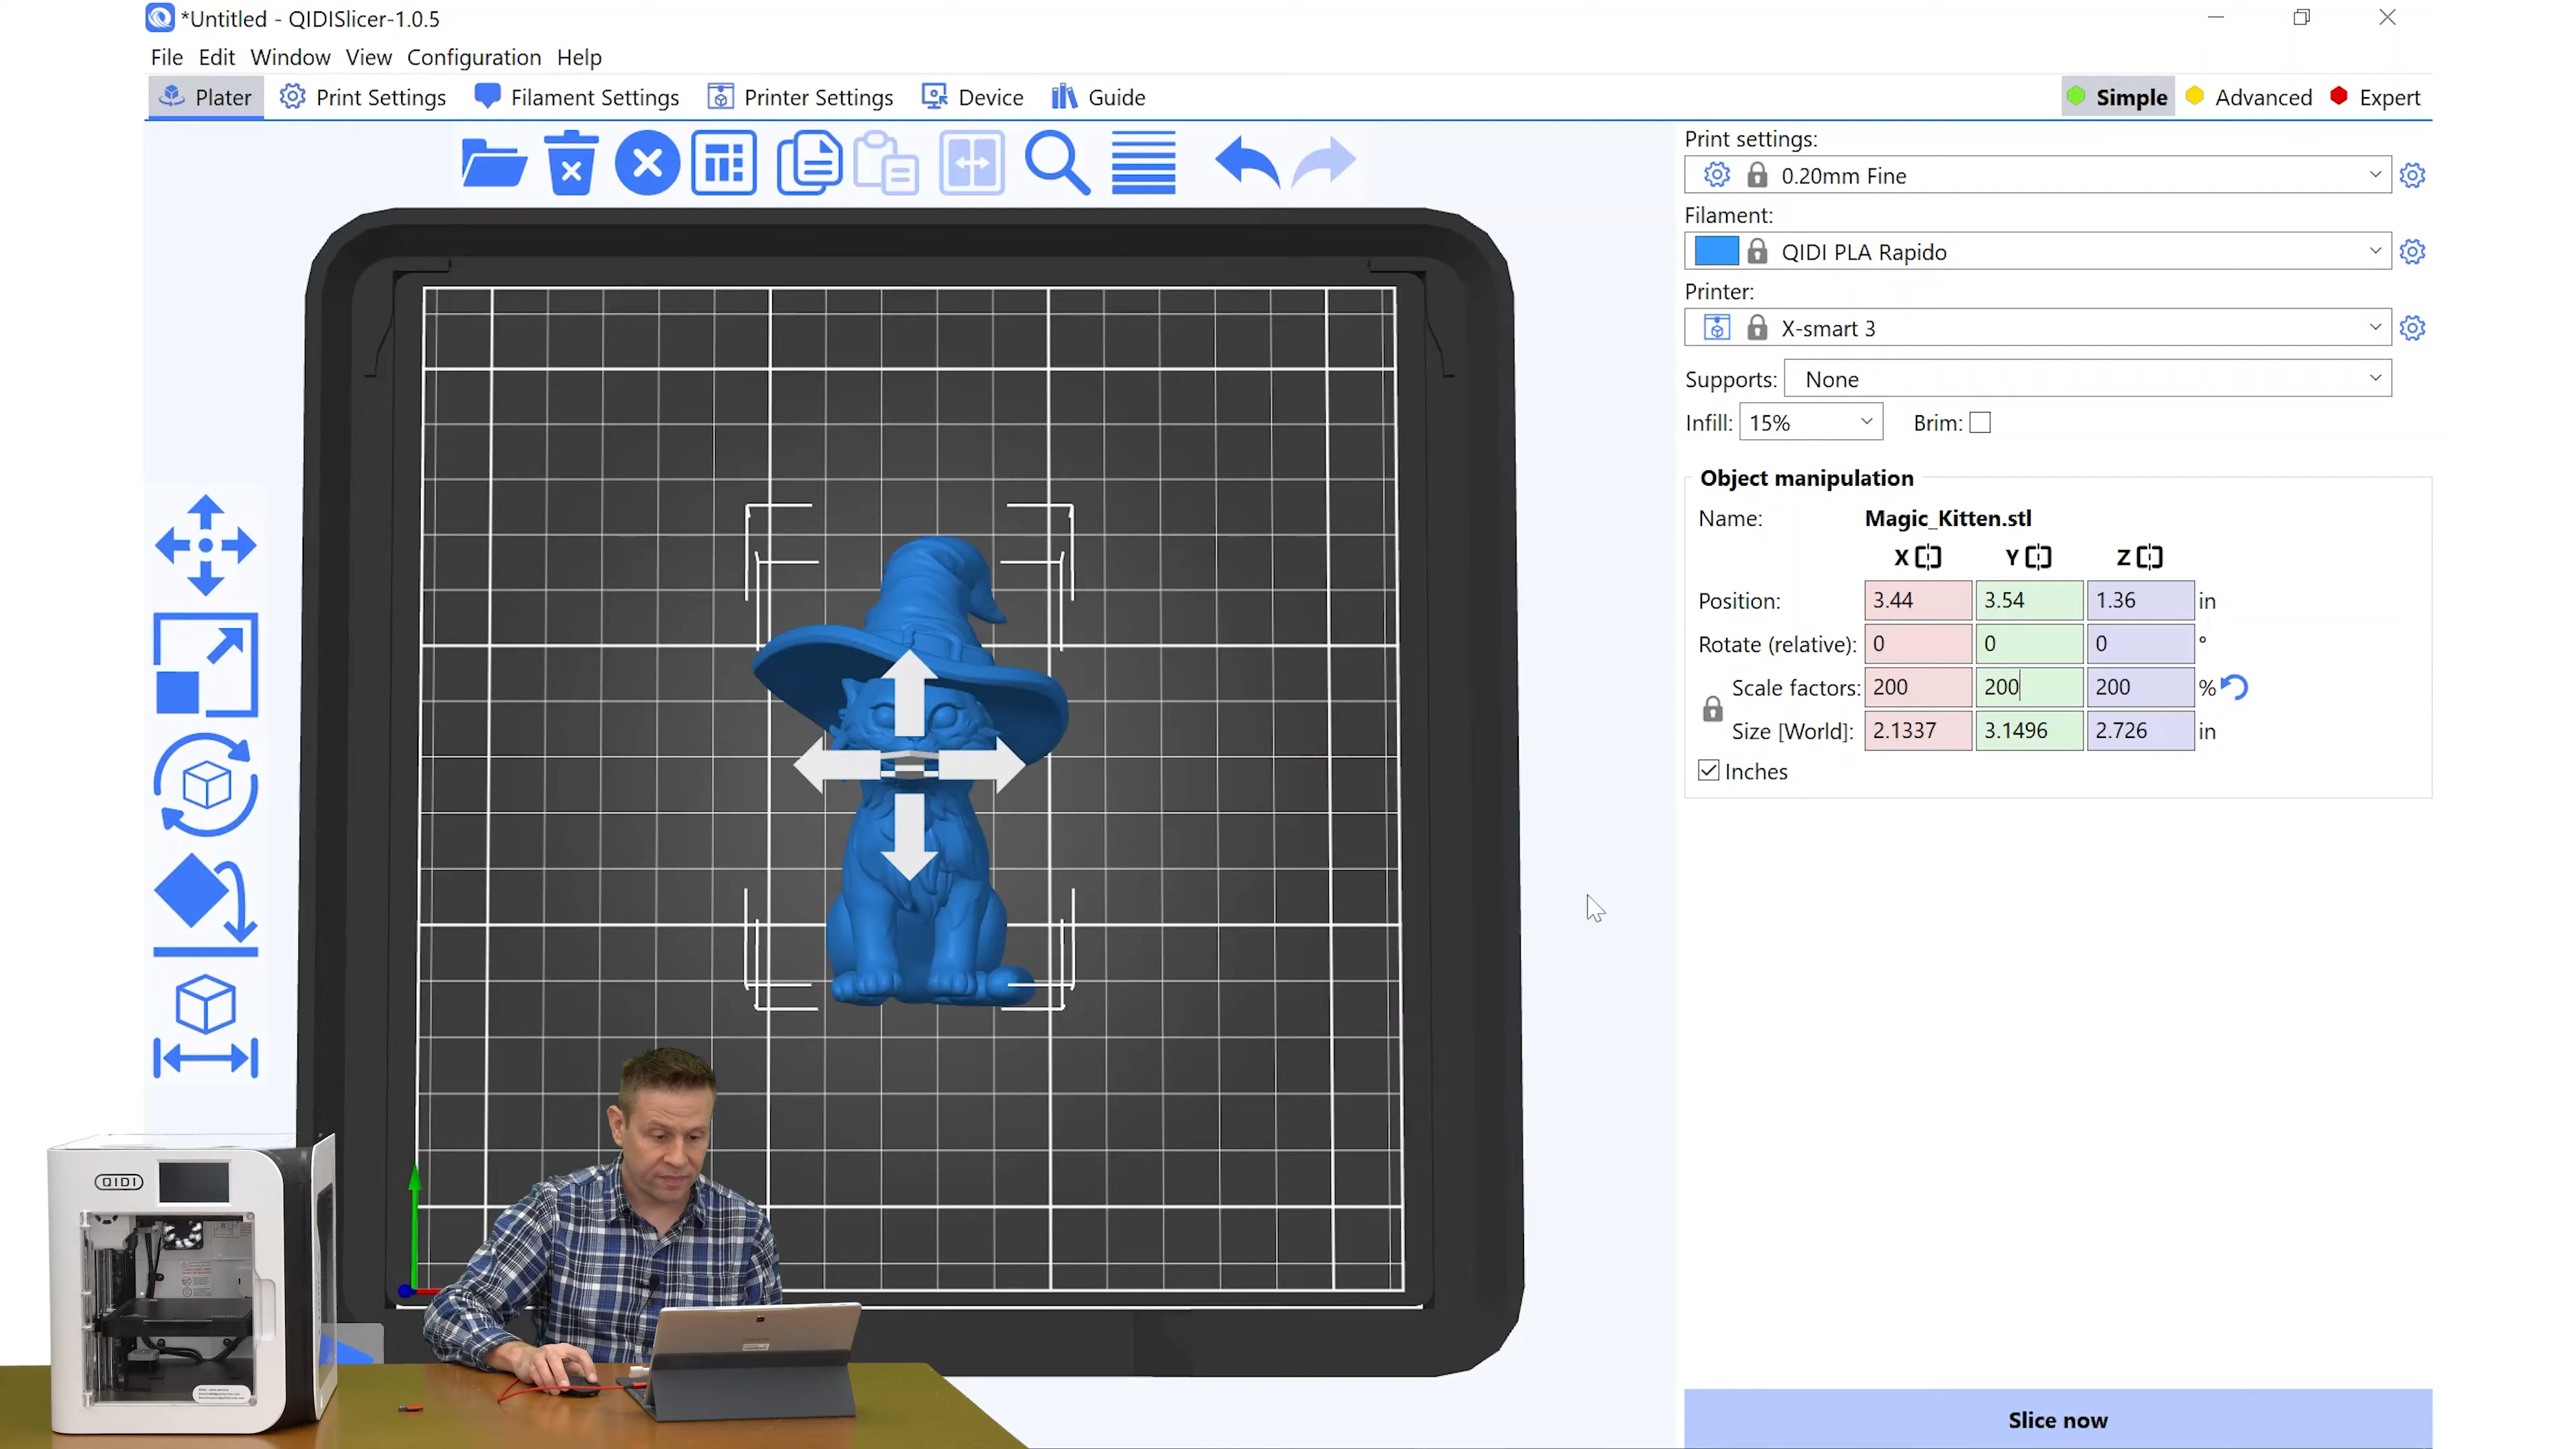 *Untitled - QIDISlicer-1.0.5
File Edit Window View Configuration Help
Plater Print Settings Filament Settings Printer Settings Device Guide Simple Advanced Expert
Print settings:
0.20mm Fine
Filament:
QIDI PLA Rapido
Printer:
X-smart 3
Supports: None
Infill: 15% Brim:
Object manipulation
Name: Magic_Kitten.stl
X Y Z
Position: 3.44 3.54 1.36 in
Rotate (relative): 0 0 0 °
Scale factors: 200 200 200 %
Size [World]: 2.1337 3.1496 2.726 in
Inches
QIDI
Slice now